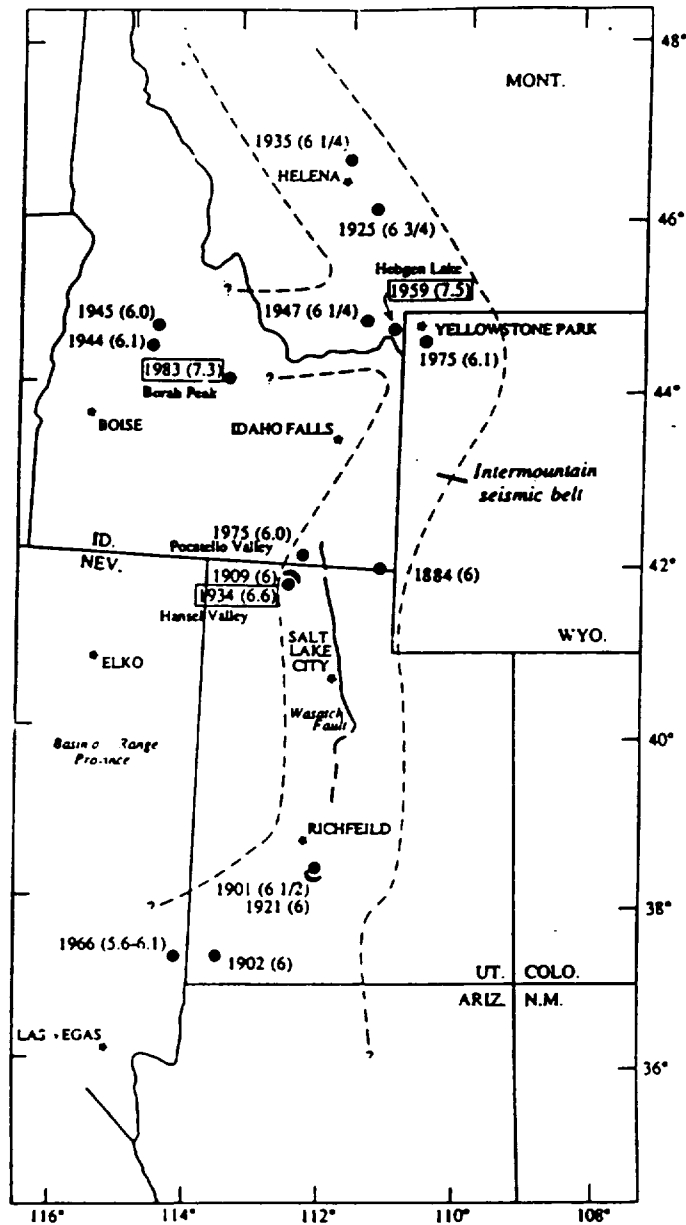 48°
MONT.
1935 (6 1/4)
HELENA
1925 (6 3/4)
46°
Hebgen Lake
1959 (7.5)
1945 (6.0)
1947 (6 1/4)
YELLOWSTONE PARK
1944 (6.1)
1975 (6.1)
1983 (7.3)
?
?
44°
Borah Peak
BOISE
IDAHO FALLS
Intermountain
seismic belt
1975 (6.0)
Pocatello Valley
ID.
NEV.
42°
1909 (6)
1884 (6)
1934 (6.6)
Hansel Valley
WYO.
SALT
LAKE
CITY
ELKO
Wasatch
Fault
40°
Basin
Range
Province
RICHFEILD
1901 (6 1/2)
1921 (6)
?
38°
1966 (5.6-6.1)
1902 (6)
UT.
COLO.
ARIZ.
N.M.
VEGAS
?
36°
116°
114°
112°
110°
108°